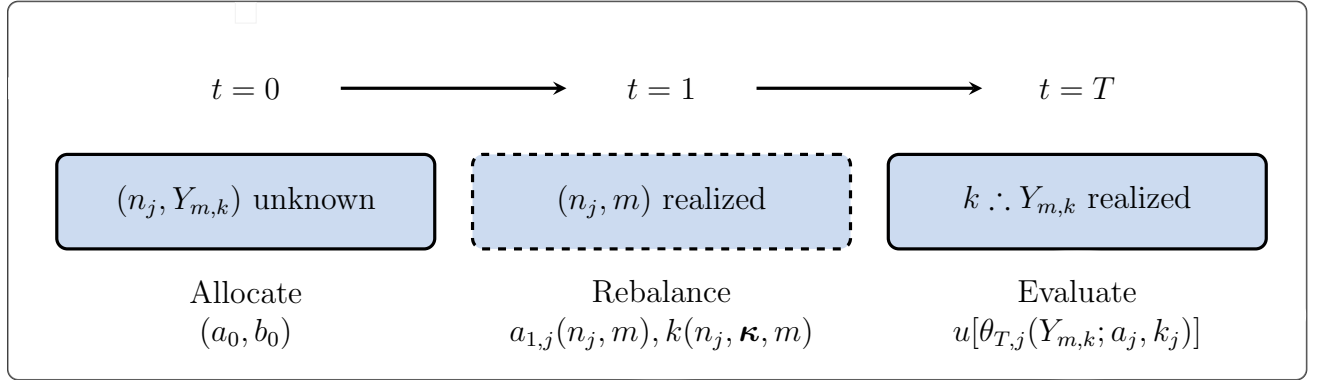 t = 0 t = 1 t = T
(n_j, Y_{m,k}) unknown (n_j, m) realized k ∴ Y_{m,k} realized
Allocate Rebalance Evaluate
(a_0, b_0) a_{1,j}(n_j, m), k(n_j, κ, m) u[θ_{T,j}(Y_{m,k}; a_j, k_j)]